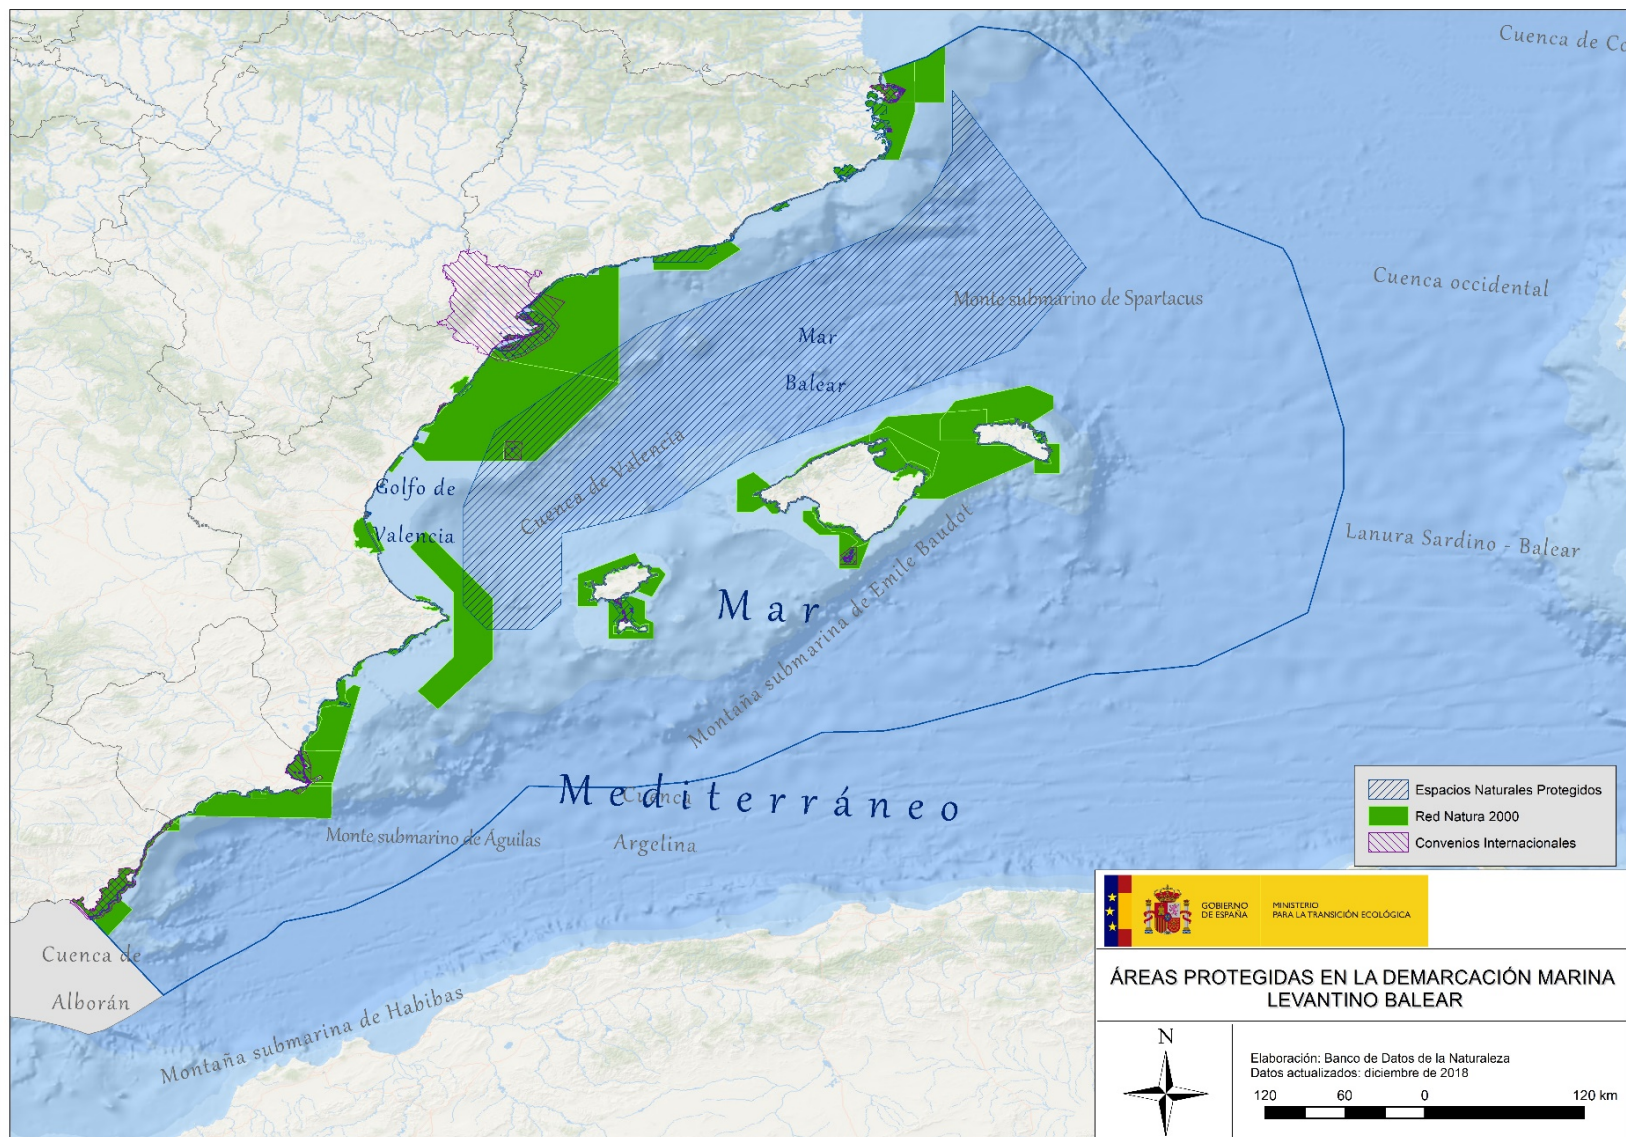 Cuenca de Co
Cuenca occidental
Monte submarino de Spartacus
Mar
Balear
Cuenca de Valencia
Golfo de
Valencia
Lanura Sardino - Balear
Montaña submarina de Emile Baudot
Mar
Mediterráneo
Cuenca
Argelina
Monte submarino de Águilas
Cuenca de
Alborán
Montaña submarina de Habibas
Espacios Naturales Protegidos
Red Natura 2000
Convenios Internacionales
GOBIERNO
DE ESPAÑA
MINISTERIO
PARA LA TRANSICIÓN ECOLÓGICA
ÁREAS PROTEGIDAS EN LA DEMARCACIÓN MARINA
LEVANTINO BALEAR
N
Elaboración: Banco de Datos de la Naturaleza
Datos actualizados: diciembre de 2018
120 60 0 120 km